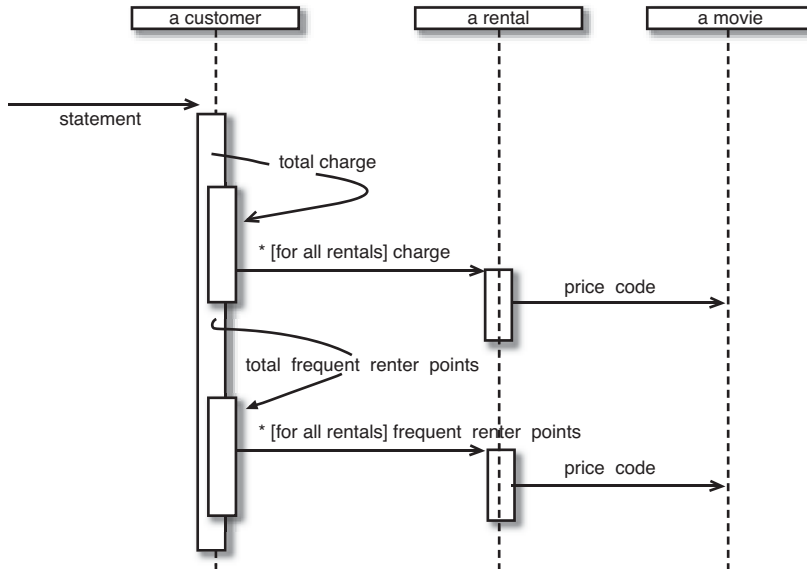 a customer
a rental
a movie
statement
total charge
* [for all rentals] charge
price code
total frequent renter points
* [for all rentals] frequent renter points
price code